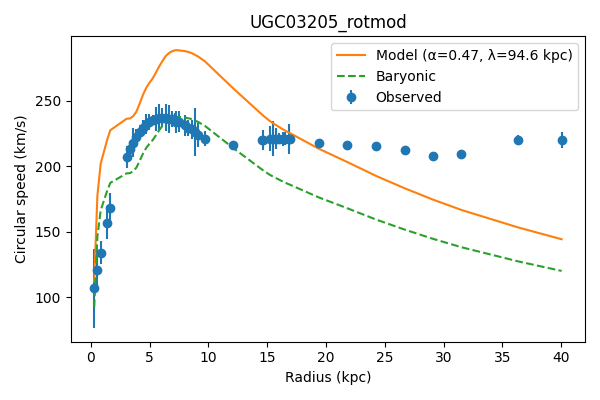 UGC03205_rotmod
Model (α=0.47, λ=94.6 kpc)
Baryonic
Observed
Circular speed (km/s)
250
200
150
100
0 5 10 15 20 25 30 35 40
Radius (kpc)